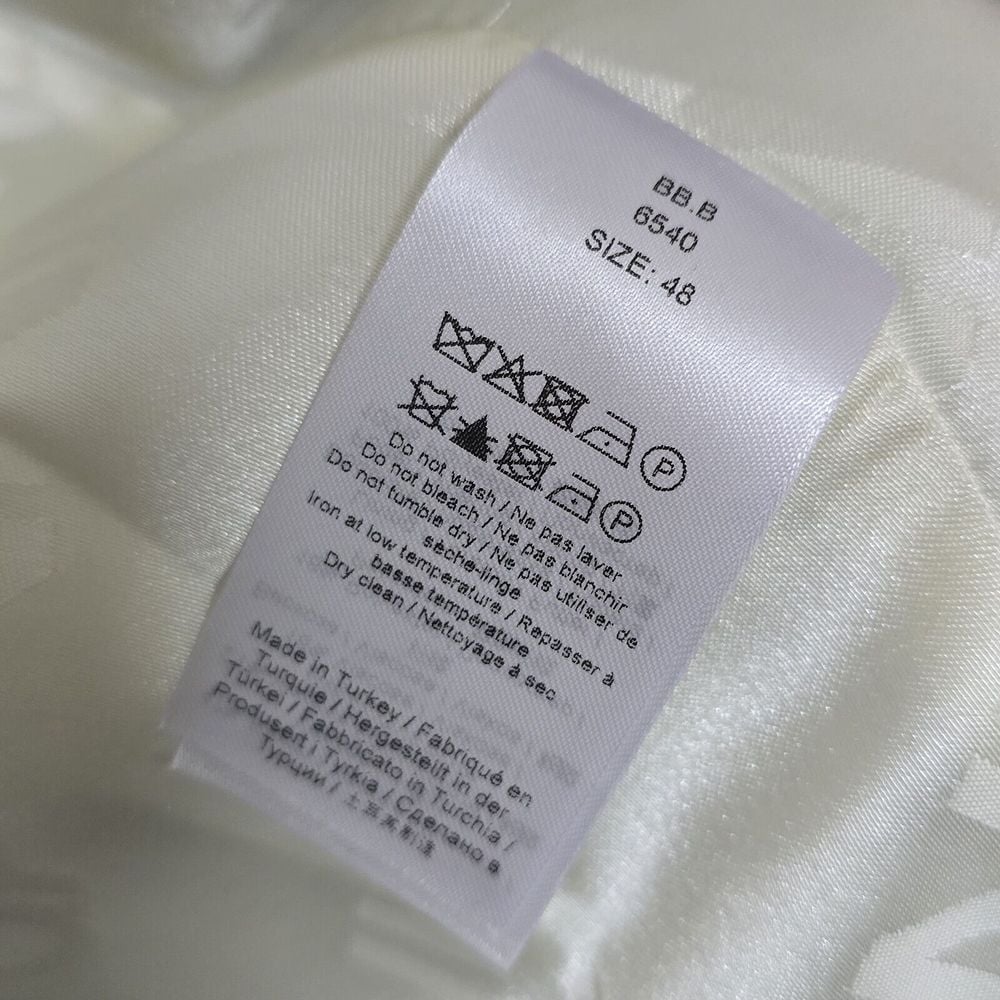 BB.B
6540
SIZE: 48
P
P
Do not wash / Ne pas laver
Do not bleach / Ne pas blanchir
Do not tumble dry / Ne pas utiliser de
sèche-linge
Iron at low temperature / Repasser à
basse température
Dry clean / Nettoyage à sec
Made in Turkey / Fabriqué en
Turquie / Hergestellt in der
Türkei / Fabbricato in Turchia /
Produsert i Tyrkia / Сделано в
Турции / 土耳其制造